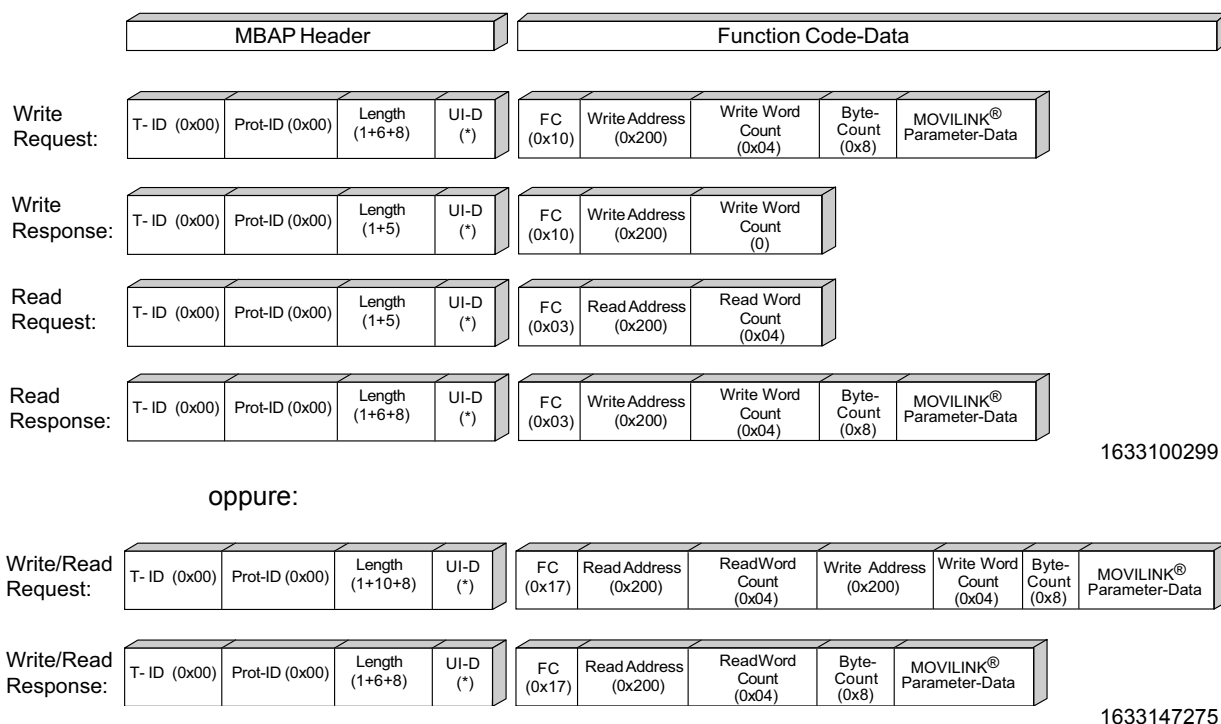 MBAP Header
Function Code-Data
Write Request:
T- ID (0x00)
Prot-ID (0x00)
Length
(1+6+8)
UI-D
(*)
FC
(0x10)
Write Address
(0x200)
Write Word
Count
(0x04)
Byte-
Count
(0x8)
MOVILINK®
Parameter-Data
Write Response:
T- ID (0x00)
Prot-ID (0x00)
Length
(1+5)
UI-D
(*)
FC
(0x10)
Write Address
(0x200)
Write Word
Count
(0)
Read Request:
T- ID (0x00)
Prot-ID (0x00)
Length
(1+5)
UI-D
(*)
FC
(0x03)
Read Address
(0x200)
Read Word
Count
(0x04)
Read Response:
T- ID (0x00)
Prot-ID (0x00)
Length
(1+6+8)
UI-D
(*)
FC
(0x03)
Write Address
(0x200)
Write Word
Count
(0x04)
Byte-
Count
(0x8)
MOVILINK®
Parameter-Data
1633100299
oppure:
Write/Read Request:
T- ID (0x00)
Prot-ID (0x00)
Length
(1+10+8)
UI-D
(*)
FC
(0x17)
Read Address
(0x200)
ReadWord
Count
(0x04)
Write Address
(0x200)
Write Word
Count
(0x04)
Byte-
Count
(0x8)
MOVILINK®
Parameter-Data
Write/Read Response:
T- ID (0x00)
Prot-ID (0x00)
Length
(1+6+8)
UI-D
(*)
FC
(0x17)
Read Address
(0x200)
ReadWord
Count
(0x04)
Byte-
Count
(0x8)
MOVILINK®
Parameter-Data
1633147275